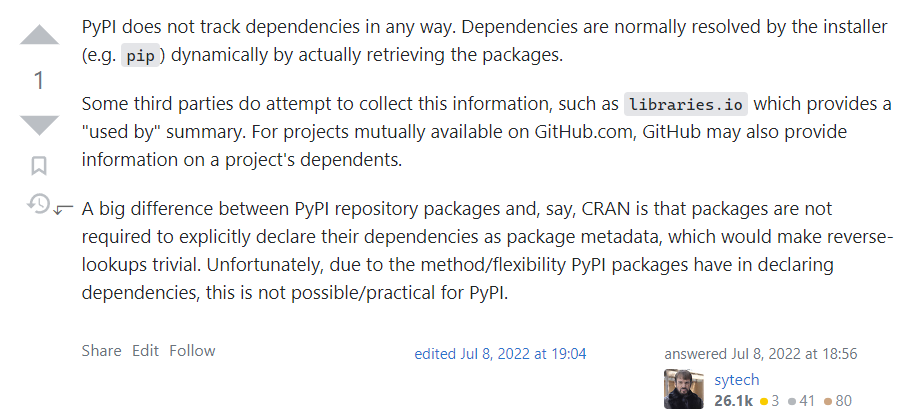 PyPI does not track dependencies in any way. Dependencies are normally resolved by the installer
(e.g. pip) dynamically by actually retrieving the packages.
1
Some third parties do attempt to collect this information, such as libraries.io which provides a
"used by" summary. For projects mutually available on GitHub.com, GitHub may also provide
information on a project's dependents.
A big difference between PyPI repository packages and, say, CRAN is that packages are not
required to explicitly declare their dependencies as package metadata, which would make reverse-
lookups trivial. Unfortunately, due to the method/flexibility PyPI packages have in declaring
dependencies, this is not possible/practical for PyPI.
Share Edit Follow
edited Jul 8, 2022 at 19:04
answered Jul 8, 2022 at 18:56
sytech
26.1k 3 41 80